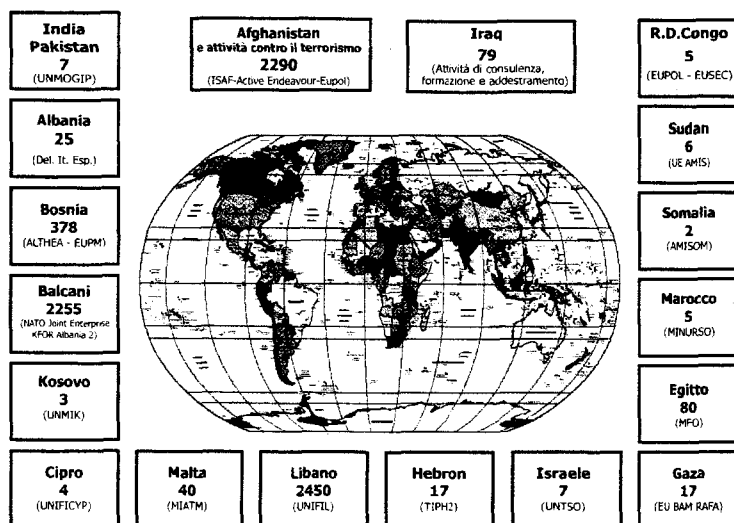 India
Pakistan
7
(UNMOGIP)
Afghanistan
e attività contro il terrorismo
2290
(ISAF-Active Endeavour-Eupol)
Iraq
79
(Attività di consulenza,
formazione e addestramento)
R.D.Congo
5
(EUPOL - EUSEC)
Albania
25
(Del. It. Esp.)
Sudan
6
(UE AMIS)
Bosnia
378
(ALTHEA - EUPM)
Somalia
2
(AMISOM)
Balcani
2255
(NATO Joint Enterprise
KFOR Albania 2)
Marocco
5
(MINURSO)
Kosovo
3
(UNMIK)
Egitto
80
(MFO)
Cipro
4
(UNIFICYP)
Malta
40
(MIATM)
Libano
2450
(UNIFIL)
Hebron
17
(TIPH2)
Israele
7
(UNTSO)
Gaza
17
(EU BAM RAFA)